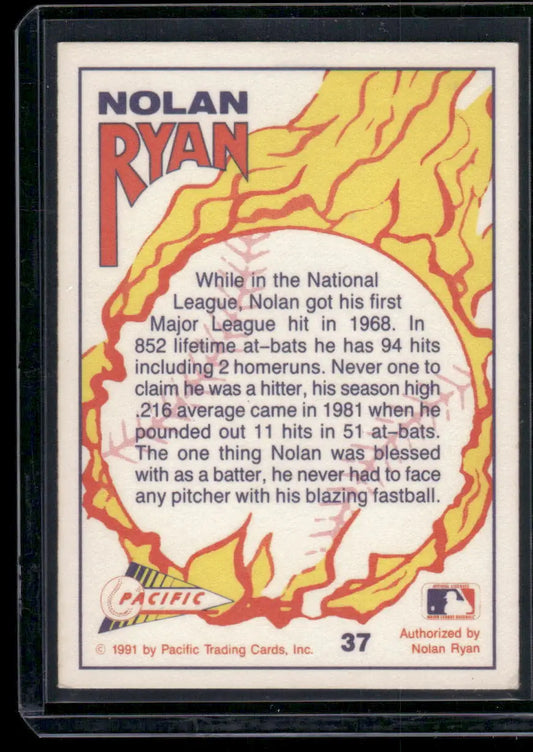 NOLAN
RYAN
While in the National
League, Nolan got his first
Major League hit in 1968. In
852 lifetime at-bats he has 94 hits
including 2 homeruns. Never one to
claim he was a hitter, his season high
.216 average came in 1981 when he
pounded out 11 hits in 51 at-bats.
The one thing Nolan was blessed
with as a batter, he never had to face
any pitcher with his blazing fastball.
PACIFIC
© 1991 by Pacific Trading Cards, Inc.
37
MAJOR LEAGUE BASEBALL
Authorized by
Nolan Ryan